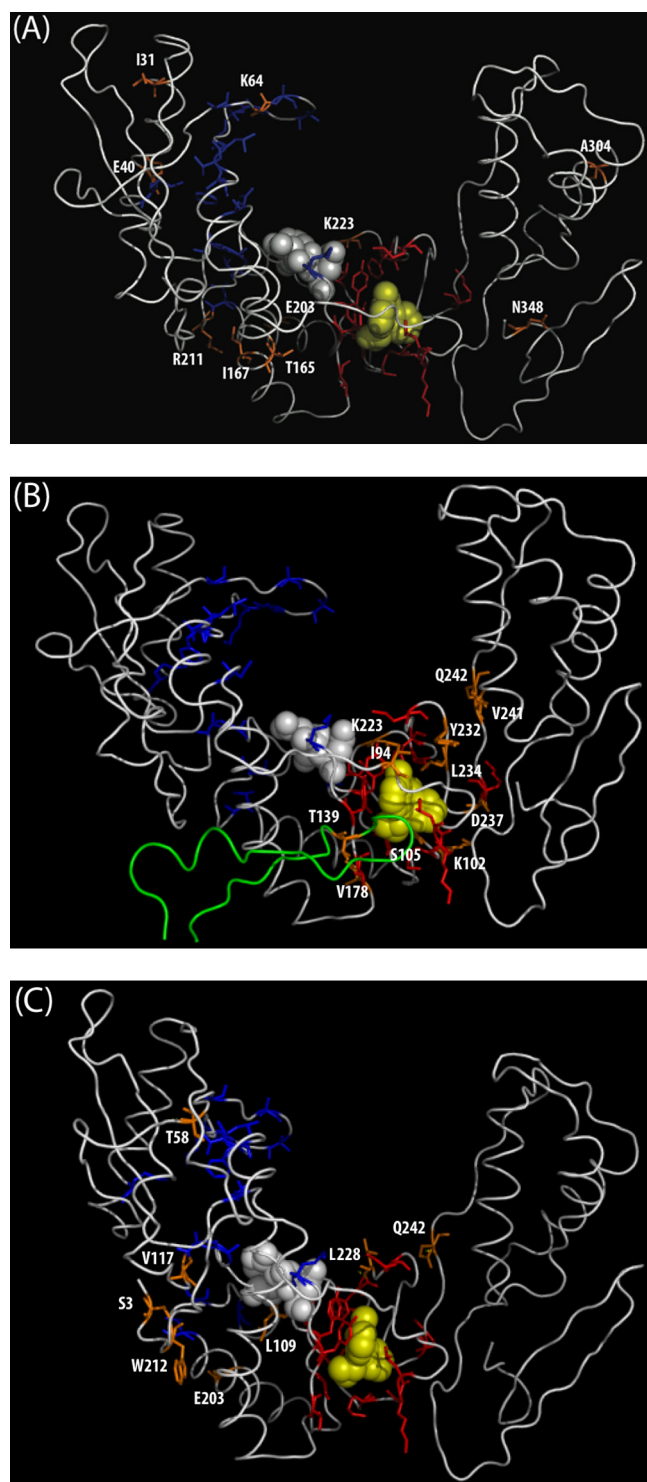 (A)
I31
K64
E40
A304
K223
E203
N348
R211
I167
T165
(B)
Q242
K223
Y232
V241
I94
L234
T139
D237
S105
K102
V178
(C)
T58
Q242
V117
L228
S3
L109
W212
E203